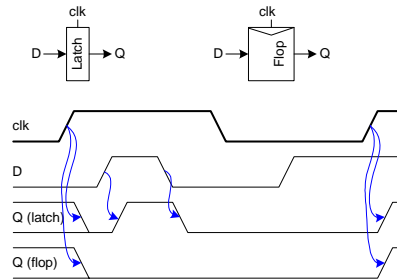 clk clk
D Latch Q D Flop Q
clk
D
Q (latch)
Q (flop)